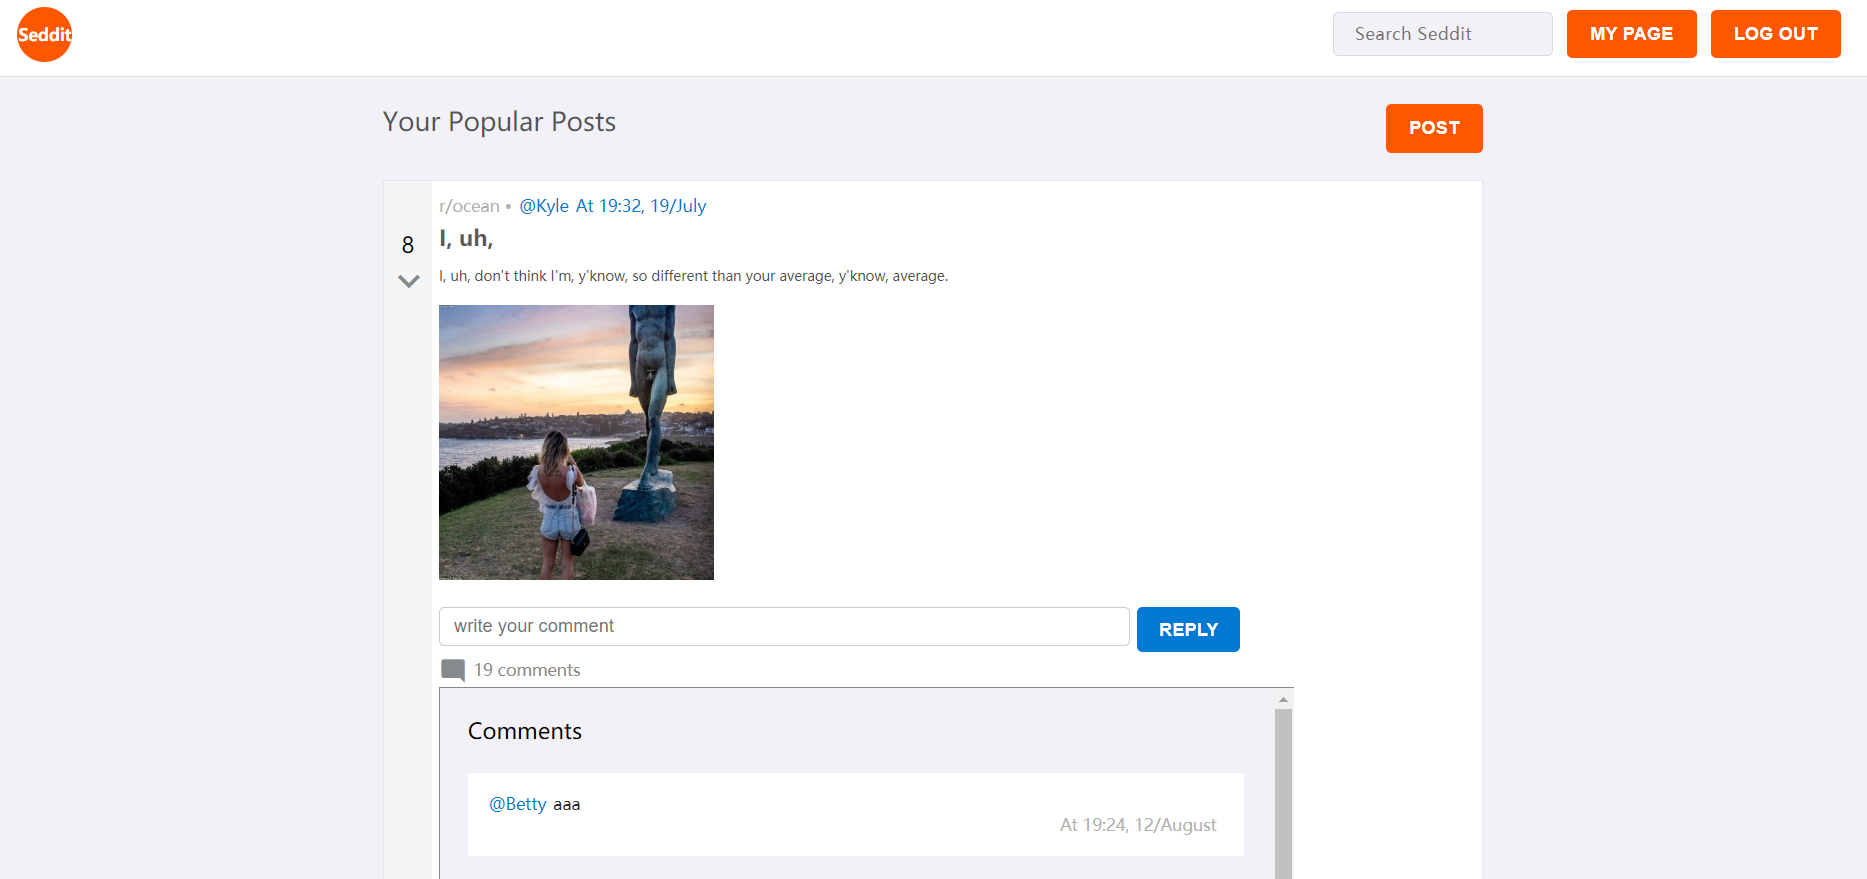 Seddit
Search Seddit
MY PAGE
LOG OUT
Your Popular Posts
POST
r/ocean • @Kyle At 19:32, 19/July
8
I, uh,
I, uh, don't think I'm, y'know, so different than your average, y'know, average.
write your comment
REPLY
19 comments
Comments
@Betty aaa
At 19:24, 12/August